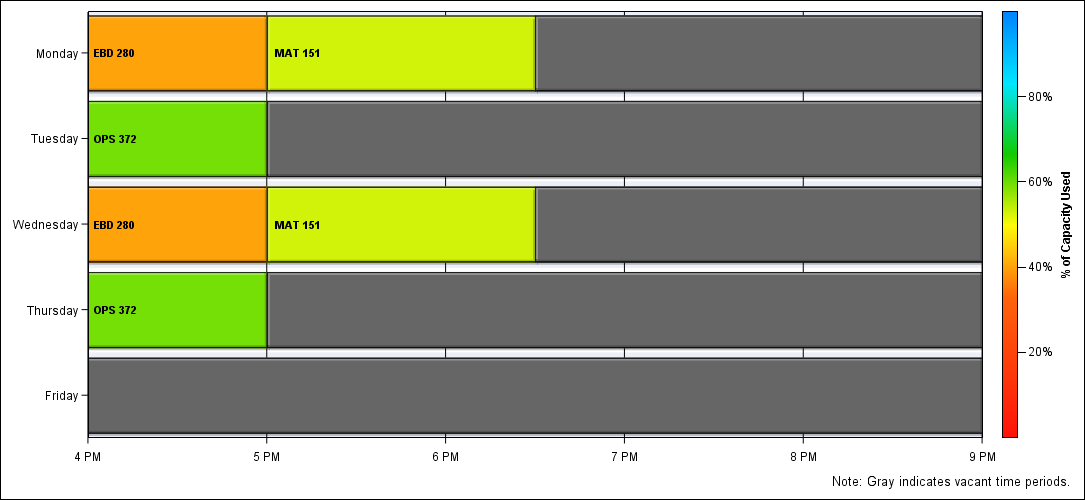 Monday
EBD 280
MAT 151
Tuesday
OPS 372
Wednesday
EBD 280
MAT 151
Thursday
OPS 372
Friday
4 PM
5 PM
6 PM
7 PM
8 PM
9 PM
80%
60%
40%
20%
% of Capacity Used
Note: Gray indicates vacant time periods.